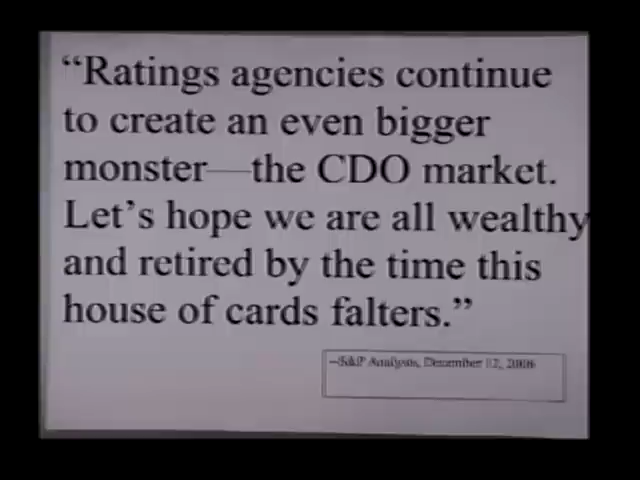 “Ratings agencies continue
to create an even bigger
monster—the CDO market.
Let’s hope we are all wealthy
and retired by the time this
house of cards falters.”
--S&P Analysts, December 12, 2006